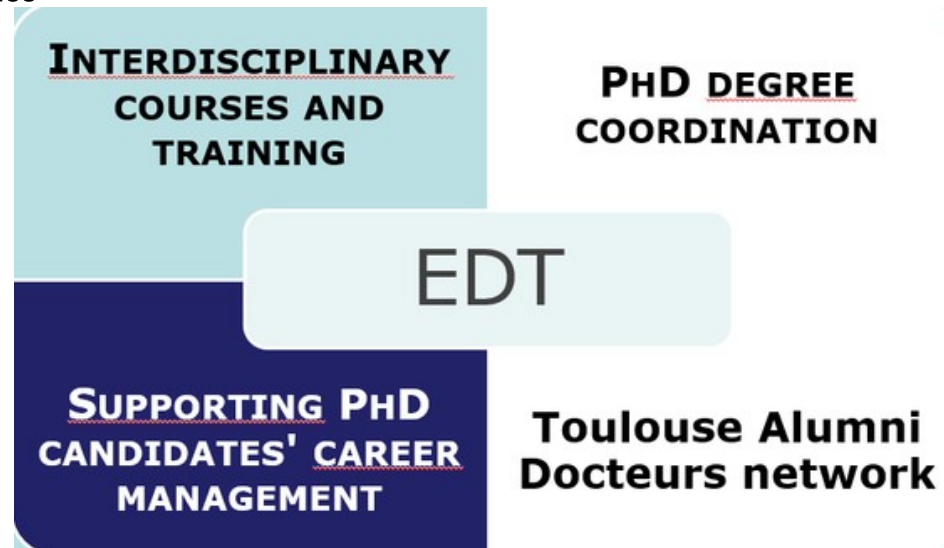 INTERDISCIPLINARY
COURSES AND
TRAINING
PHD DEGREE
COORDINATION
EDT
SUPPORTING PHD
CANDIDATES' CAREER
MANAGEMENT
Toulouse Alumni
Docteurs network